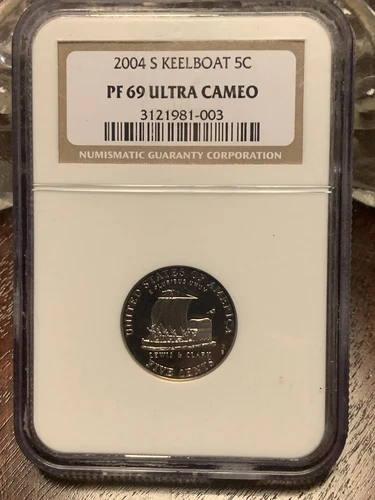 2004 S KEELBOAT 5C
PF 69 ULTRA CAMEO
3121981-003
NUMISMATIC GUARANTY CORPORATION
UNITED STATES OF AMERICA
E PLURIBUS UNUM
LEWIS & CLARK
FIVE CENTS